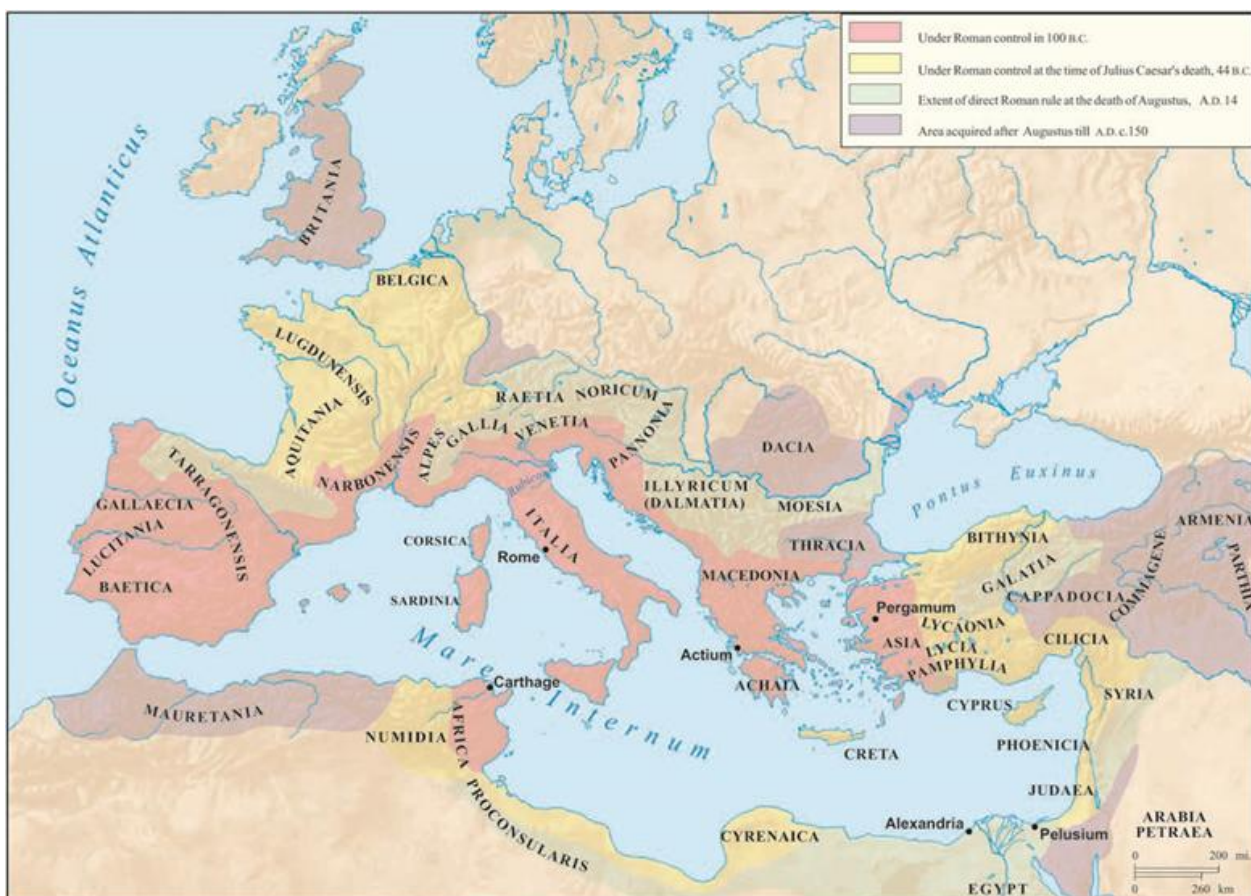 Under Roman control in 100 B.C.
Under Roman control at the time of Julius Caesar's death, 44 B.C.
Extent of direct Roman rule at the death of Augustus, A.D. 14
Area acquired after Augustus till A.D. c.150
Oceanus Atlanticus
BRITANIA
BELGICA
LUGDUNENSIS
AQUITANIA
RAETIA
NORICUM
GALLIA
VENETIA
PANNONIA
ALPES
NARBONENSIS
DACIA
TARRAGONENSIS
GALLAECIA
LUCITANIA
BAETICA
Rubico
ITALIA
ILLYRICUM
(DALMATIA)
MOESIA
Pontus Euxinus
CORSICA
Rome
SARDINIA
THRACIA
MACEDONIA
BITHYNIA
GALATIA
ARMENIA
PARTHIA
COMMAGENE
CAPPADOCIA
Pergamum
LYCAONIA
ASIA
LYCIA
PAMPHYLIA
CILICIA
Actium
ACHAIA
Mare Internum
Carthage
MAURETANIA
NUMIDIA
AFRICA PROCONSULARIS
CYPRUS
SYRIA
CRETA
PHOENICIA
JUDAEA
CYRENAICA
Alexandria
Pelusium
ARABIA
PETRAEA
EGYPT
0 200 mi.
0 260 km